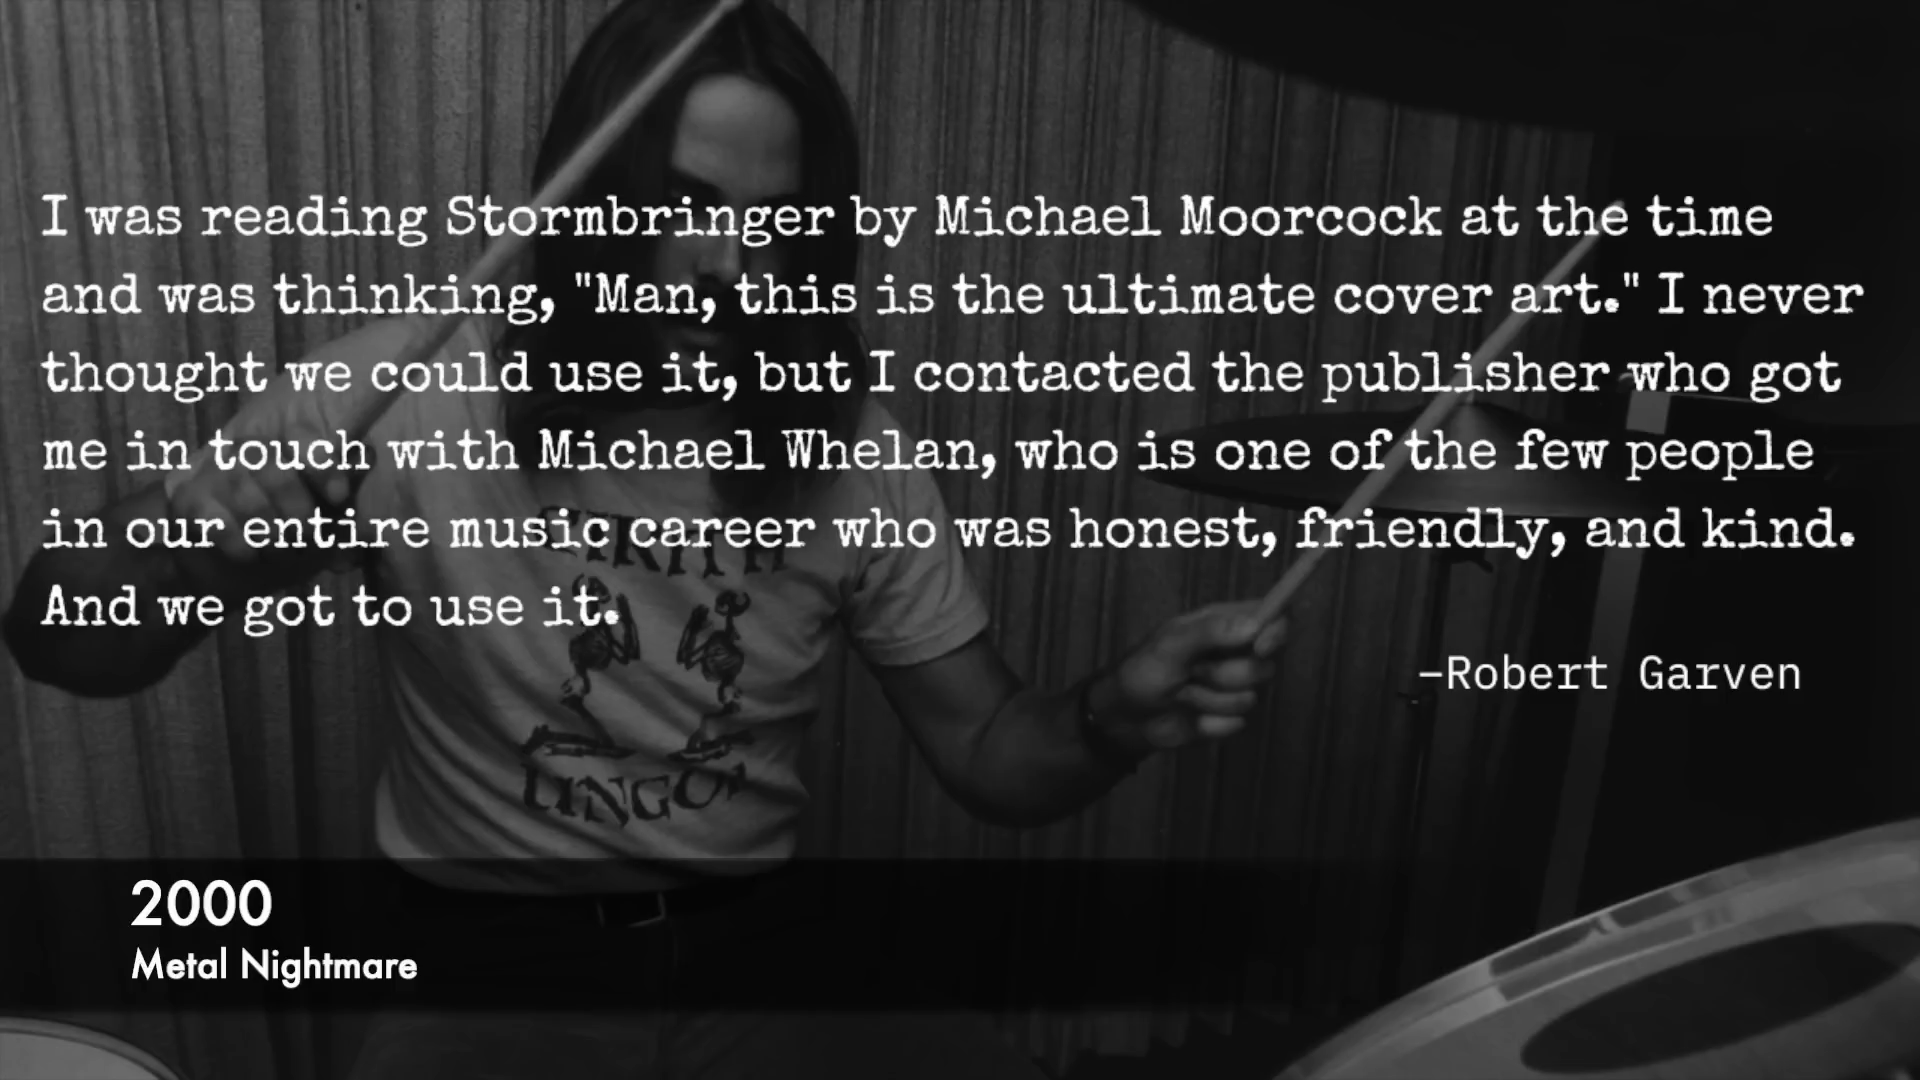 I was reading Stormbringer by Michael Moorcock at the time
and was thinking, "Man, this is the ultimate cover art." I never
thought we could use it, but I contacted the publisher who got
me in touch with Michael Whelan, who is one of the few people
in our entire music career who was honest, friendly, and kind.
And we got to use it.
–Robert Garven
CIRITH
UNGOL
2000
Metal Nightmare